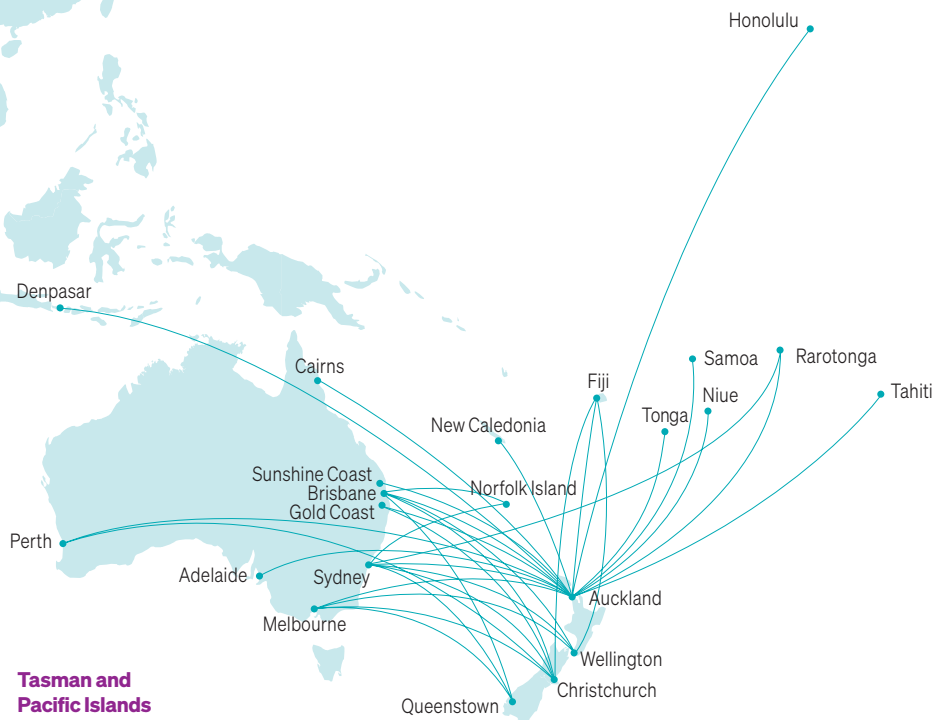 Honolulu
Denpasar
Cairns
Fiji
Samoa
Rarotonga
Niue
Tahiti
Tonga
New Caledonia
Sunshine Coast
Brisbane
Norfolk Island
Gold Coast
Perth
Adelaide
Sydney
Auckland
Melbourne
Wellington
Christchurch
Queenstown
Tasman and
Pacific Islands